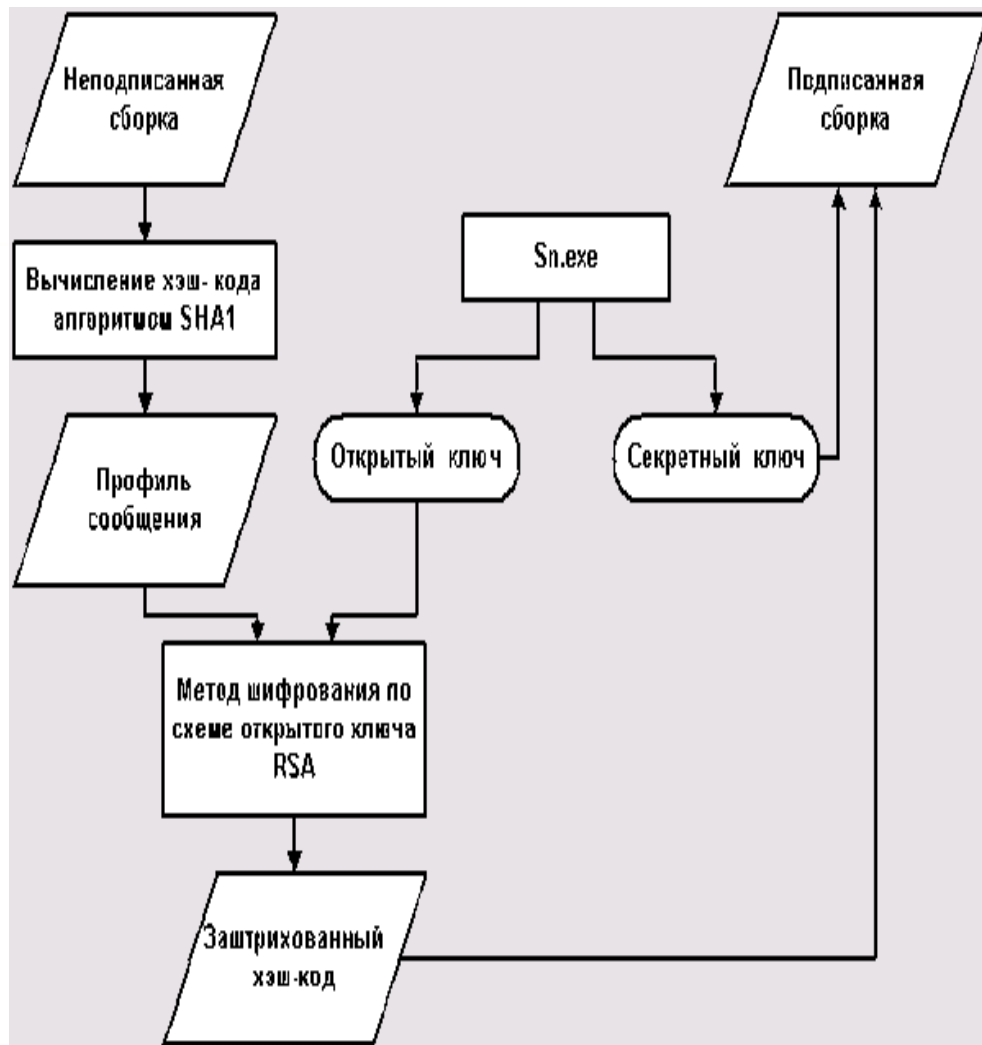 Неподписанная
сборка
Подписанная
сборка
Вычисление хэш- кода
алгоритмом SHA1
Sn.exe
Открытый ключ
Секретный ключ
Профиль
сообщения
Метод шифрования по
схеме открытого ключа
RSA
Заштрихованный
хэш-код